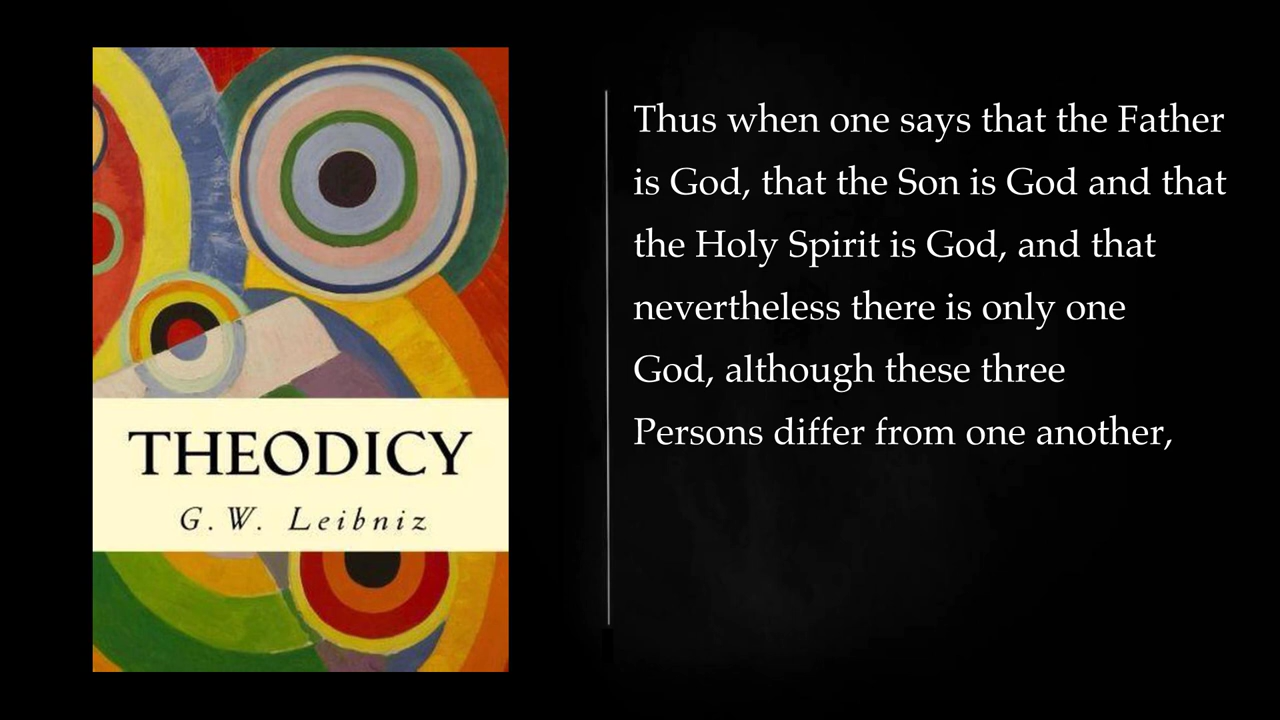 THEODICY
G. W. Leibniz
Thus when one says that the Father
is God, that the Son is God and that
the Holy Spirit is God, and that
nevertheless there is only one
God, although these three
Persons differ from one another,